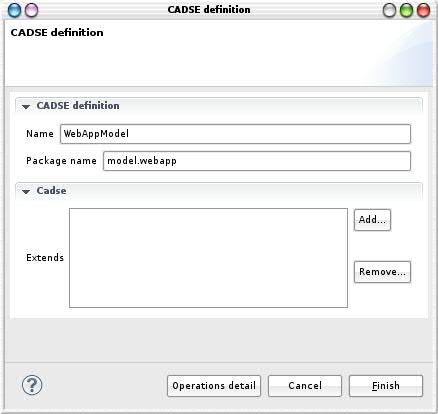 CADSE definition
CADSE definition
CADSE definition
Name WebAppModel
Package name model.webapp
Cadse
Add...
Extends
Remove...
? Operations detail Cancel Finish